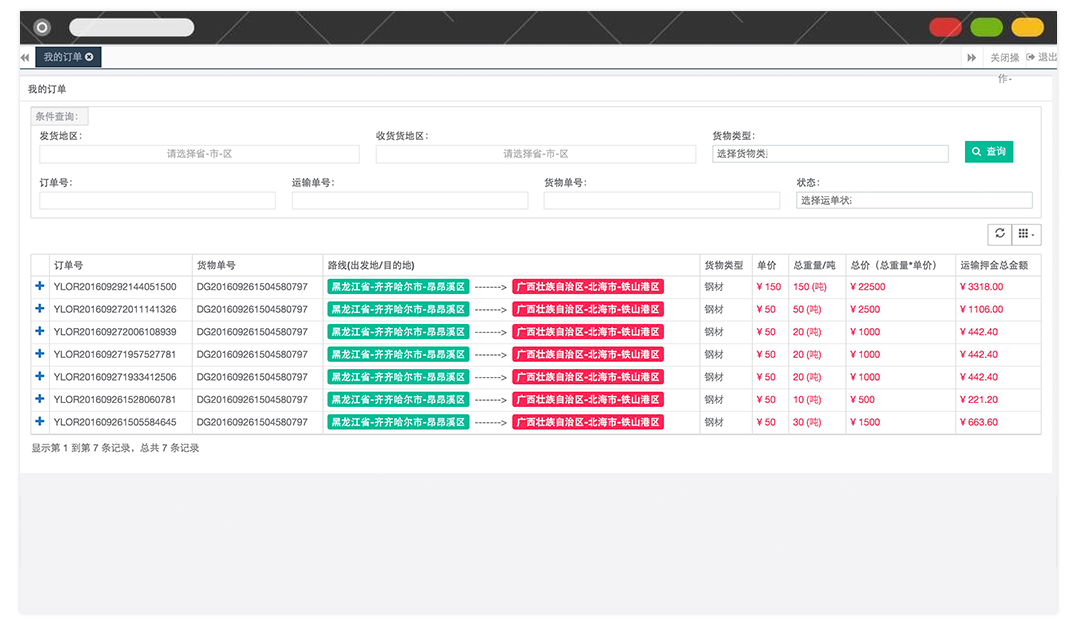 我的订单
关闭操作
退出
我的订单
条件查询:
发货地区: 收货货地区: 货物类型:
请选择省-市-区 请选择省-市-区 选择货物类 查询
订单号: 运输单号: 货物单号: 状态:
选择运单状
订单号 货物单号 路线(出发地/目的地) 货物类型 单价 总重量/吨 总价（总重量*单价） 运输押金总金额
YLOR201609292144051500 DG201609261504580797 黑龙江省-齐齐哈尔市-昂昂溪区 -------> 广西壮族自治区-北海市-铁山港区 钢材 ¥ 150 150 (吨) ¥ 22500 ¥ 3318.00
YLOR201609272011141326 DG201609261504580797 黑龙江省-齐齐哈尔市-昂昂溪区 -------> 广西壮族自治区-北海市-铁山港区 钢材 ¥ 50 50 (吨) ¥ 2500 ¥ 1106.00
YLOR201609272006108939 DG201609261504580797 黑龙江省-齐齐哈尔市-昂昂溪区 -------> 广西壮族自治区-北海市-铁山港区 钢材 ¥ 50 20 (吨) ¥ 1000 ¥ 442.40
YLOR201609271957527781 DG201609261504580797 黑龙江省-齐齐哈尔市-昂昂溪区 -------> 广西壮族自治区-北海市-铁山港区 钢材 ¥ 50 20 (吨) ¥ 1000 ¥ 442.40
YLOR201609271933412506 DG201609261504580797 黑龙江省-齐齐哈尔市-昂昂溪区 -------> 广西壮族自治区-北海市-铁山港区 钢材 ¥ 50 20 (吨) ¥ 1000 ¥ 442.40
YLOR201609261528060781 DG201609261504580797 黑龙江省-齐齐哈尔市-昂昂溪区 -------> 广西壮族自治区-北海市-铁山港区 钢材 ¥ 50 10 (吨) ¥ 500 ¥ 221.20
YLOR201609261505584645 DG201609261504580797 黑龙江省-齐齐哈尔市-昂昂溪区 -------> 广西壮族自治区-北海市-铁山港区 钢材 ¥ 50 30 (吨) ¥ 1500 ¥ 663.60
显示第 1 到第 7 条记录，总共 7 条记录